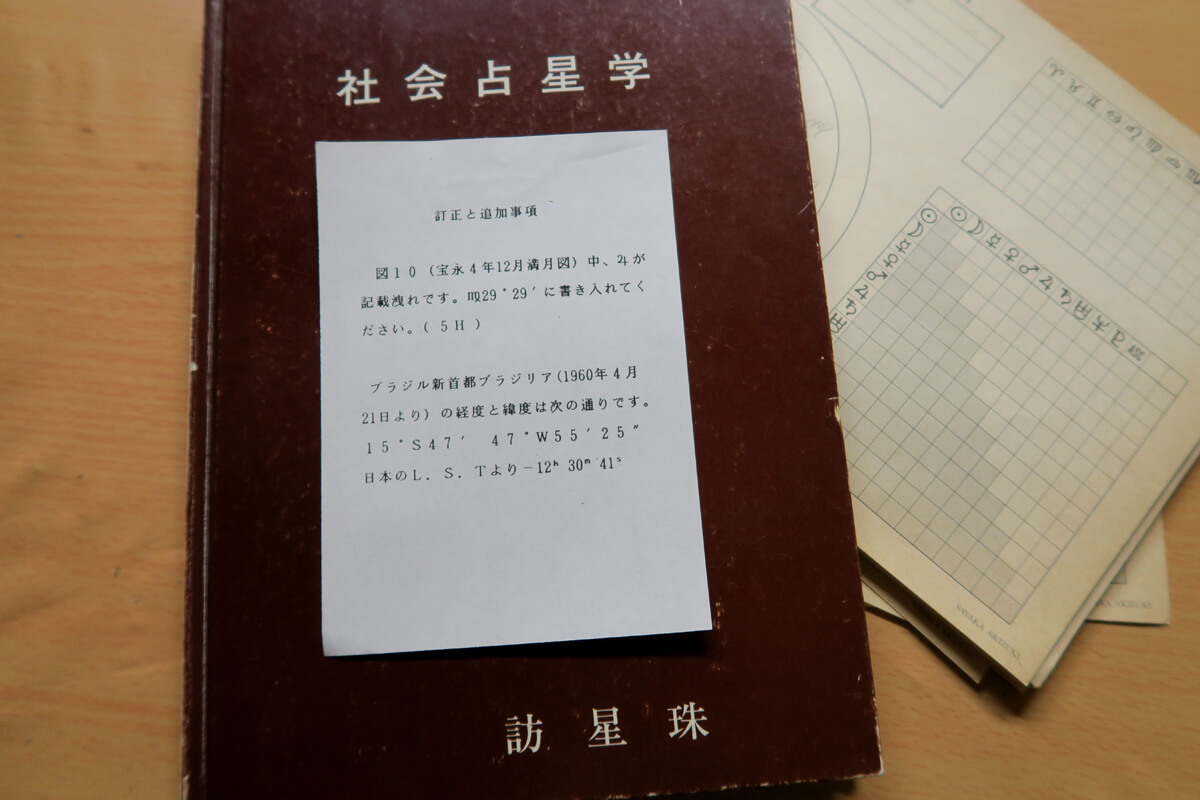 社会占星学
訂正と追加事項
図10(宝永4年12月満月図)中、♃が
記載洩れです。♍29°29′に書き入れてく
ださい。(5H)
ブラジル新首都ブラジリア(1960年4月
21日より)の経度と緯度は次の通りです。
15°S47′ 47°W55′25″
日本のL.S.Tより-12ʰ 30ᵐ 41ˢ
訪星珠
SAYAKA AKIZUKI
AKIZUKI